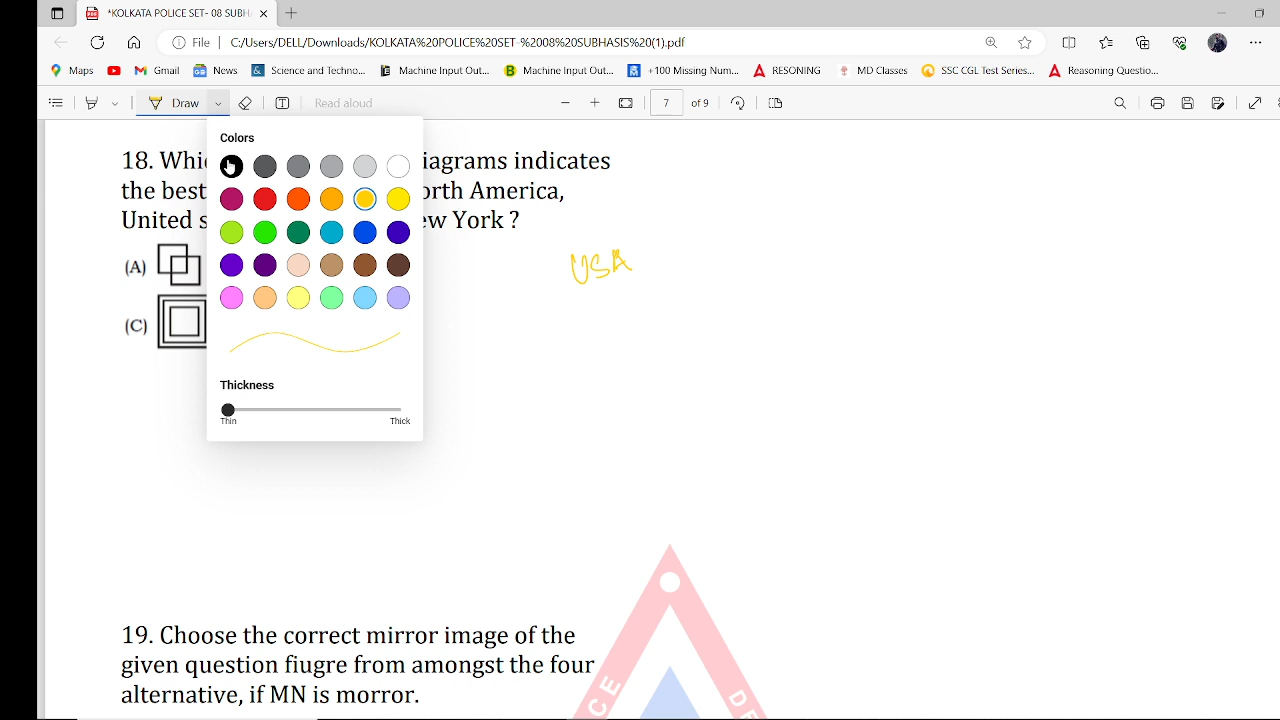 *KOLKATA POLICE SET- 08 SUBH
File C:/Users/DELL/Downloads/KOLKATA%20POLICE%20SET-%2008%20SUBHASIS%20(1).pdf
Maps Gmail News Science and Techno... Machine Input Out... Machine Input Out... +100 Missing Num... RESONING MD Classes SSC CGL Test Series... Reasoning Questio...
Draw Read aloud 7 of 9
Colors
18. Whi iagrams indicates
the best orth America,
United s ew York ?
(A)
USA
(C)
Thickness
Thin Thick
19. Choose the correct mirror image of the
given question fiugre from amongst the four
alternative, if MN is morror.
CE DE